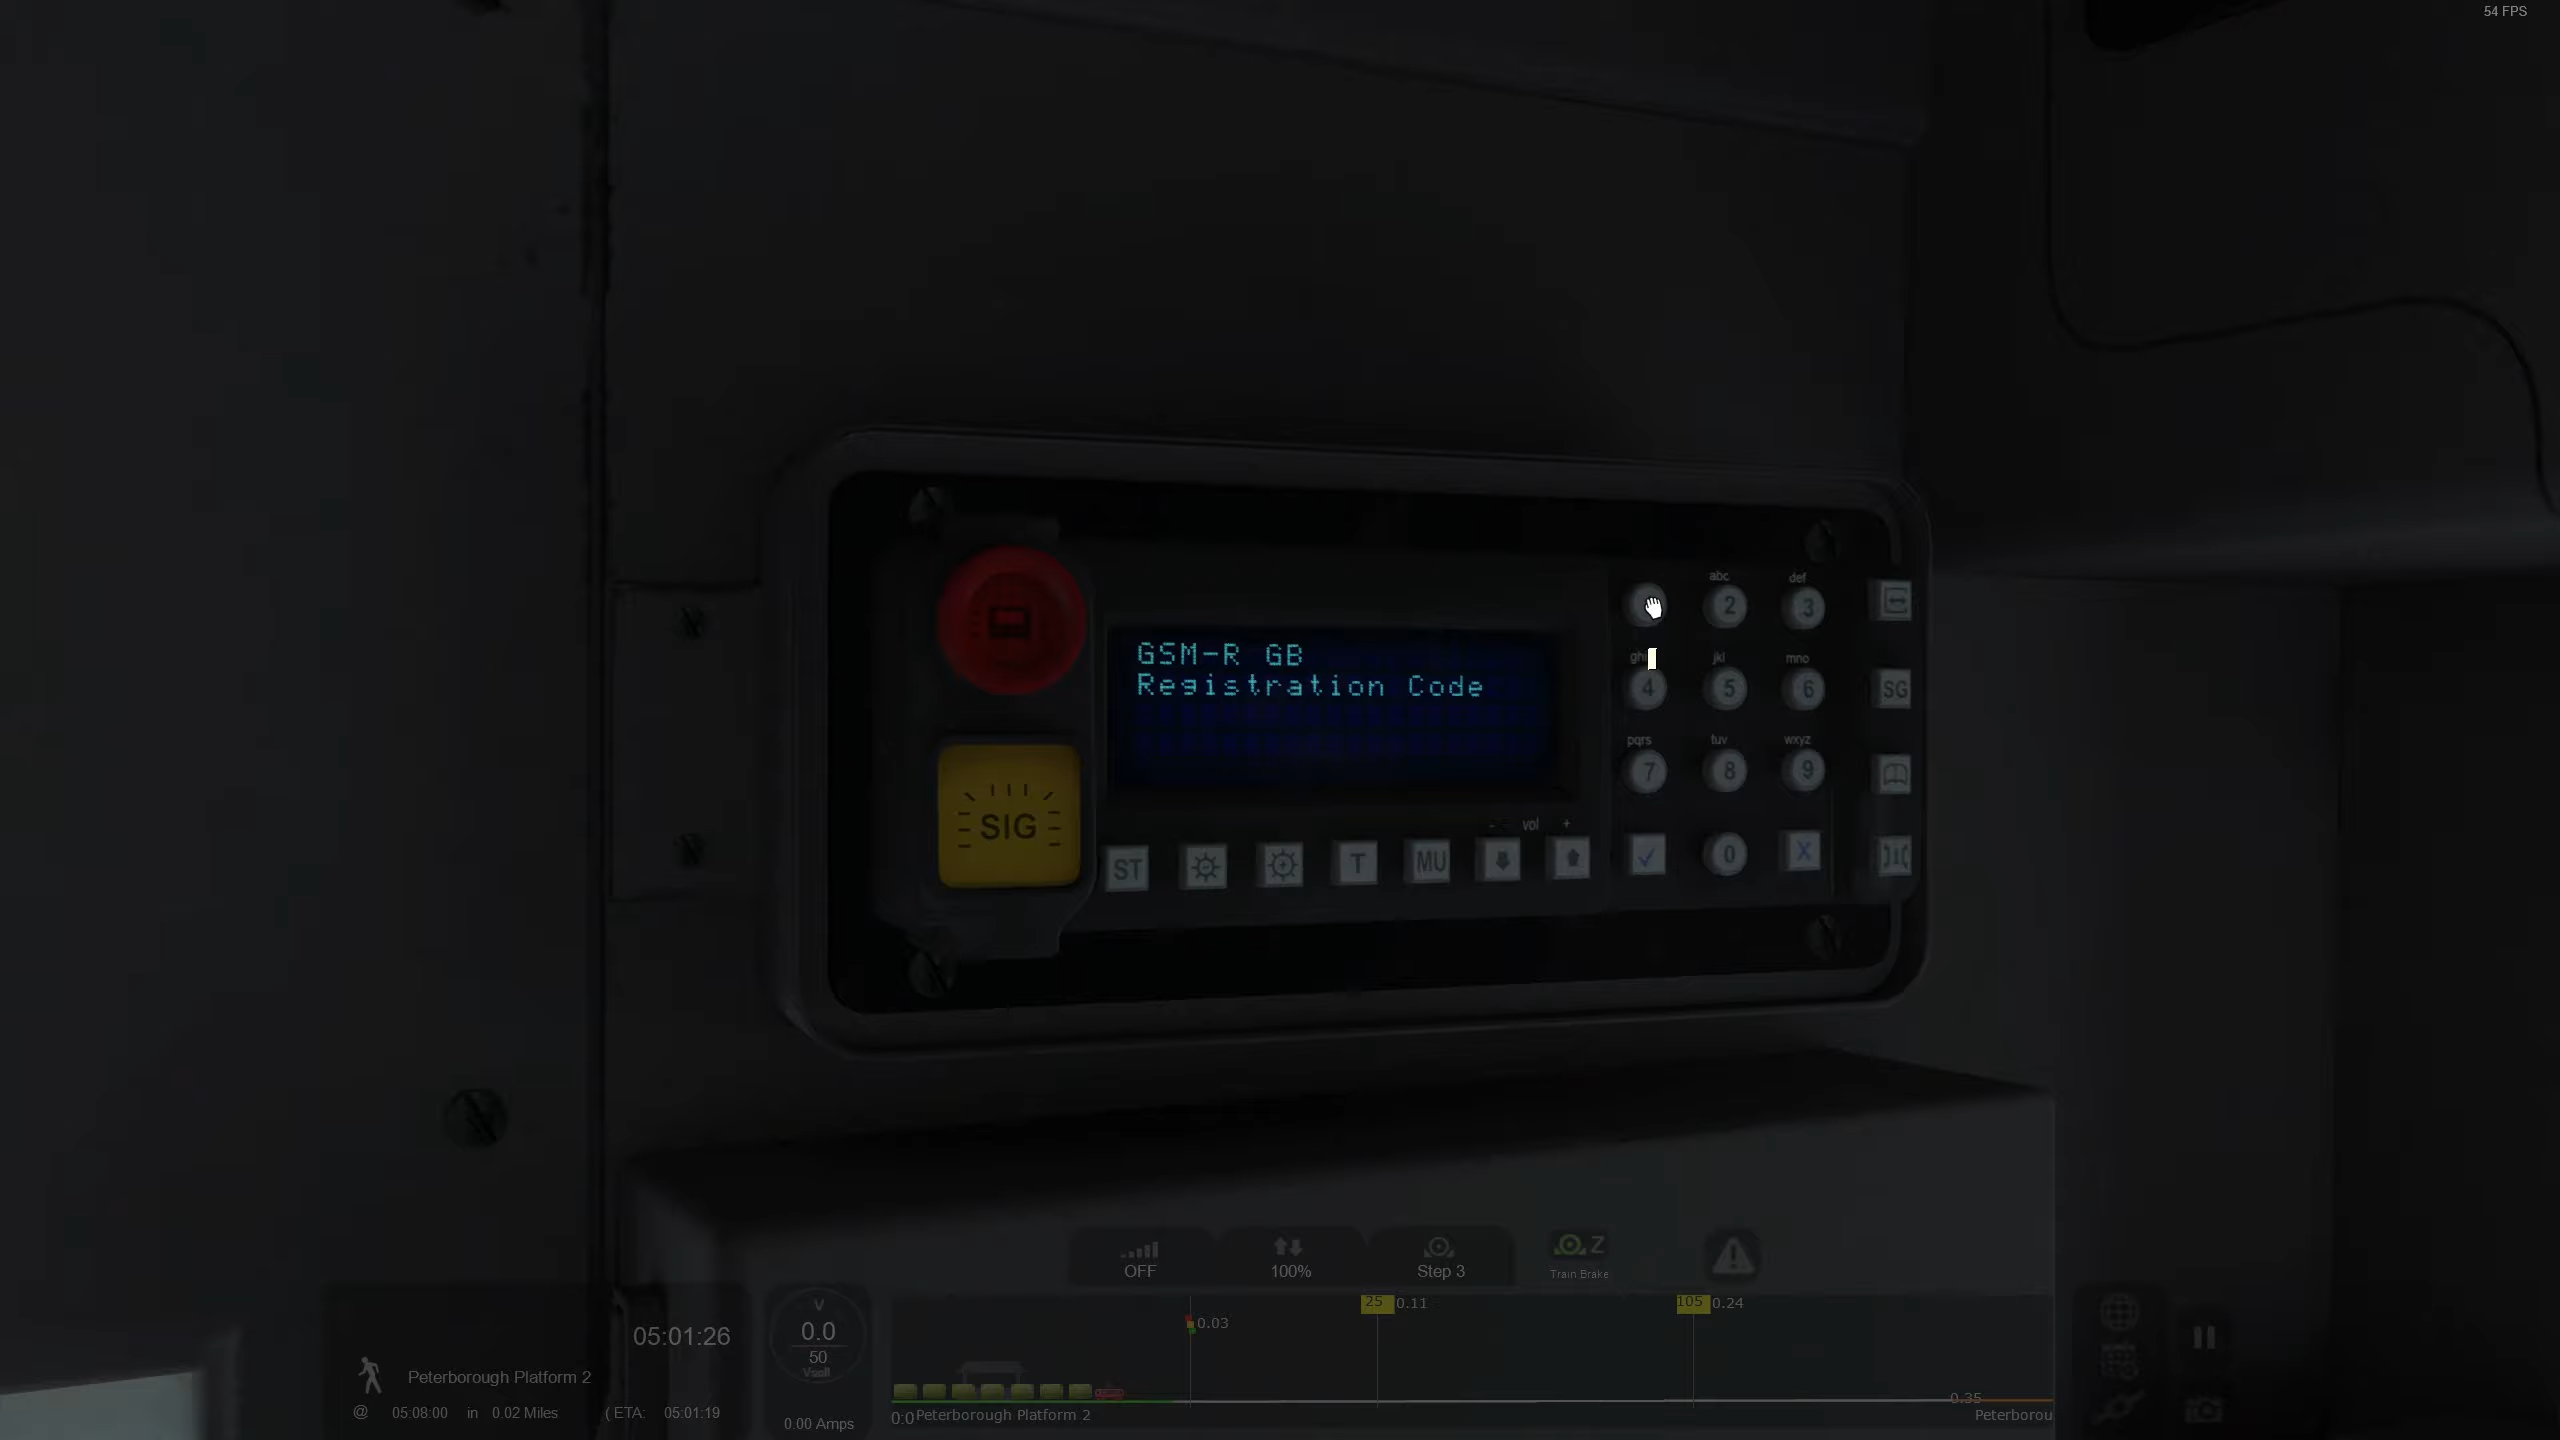 54 FPS
GSM-R GB
Registration Code
abc
def
2
3
jkl
mno
4
5
6
SG
pqrs
tuv
wxyz
7
8
9
SIG
- vol +
ST
T
MU
0
X
OFF
100%
Step 3
Z
Train Brake
05:01:26
V
0.0
50
Vsoll
0.00 Amps
25
0.11
105
0.24
0.03
Peterborough Platform 2
@ 05:08:00 in 0.02 Miles (ETA: 05:01:19
0.35
0:0 Peterborough Platform 2
Peterborou